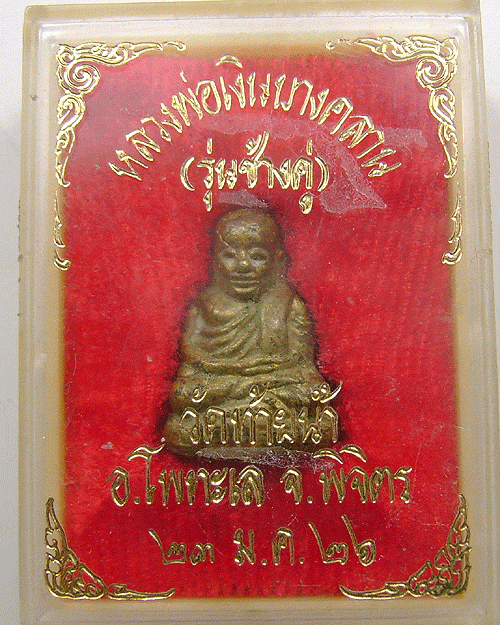 หลวงพ่อเงินบางคลาน
(รุ่นช้างคู่)
วัดท้ายน้ำ
อ.โพทะเล จ.พิจิตร
๒๓ ม.ค. ๒๖